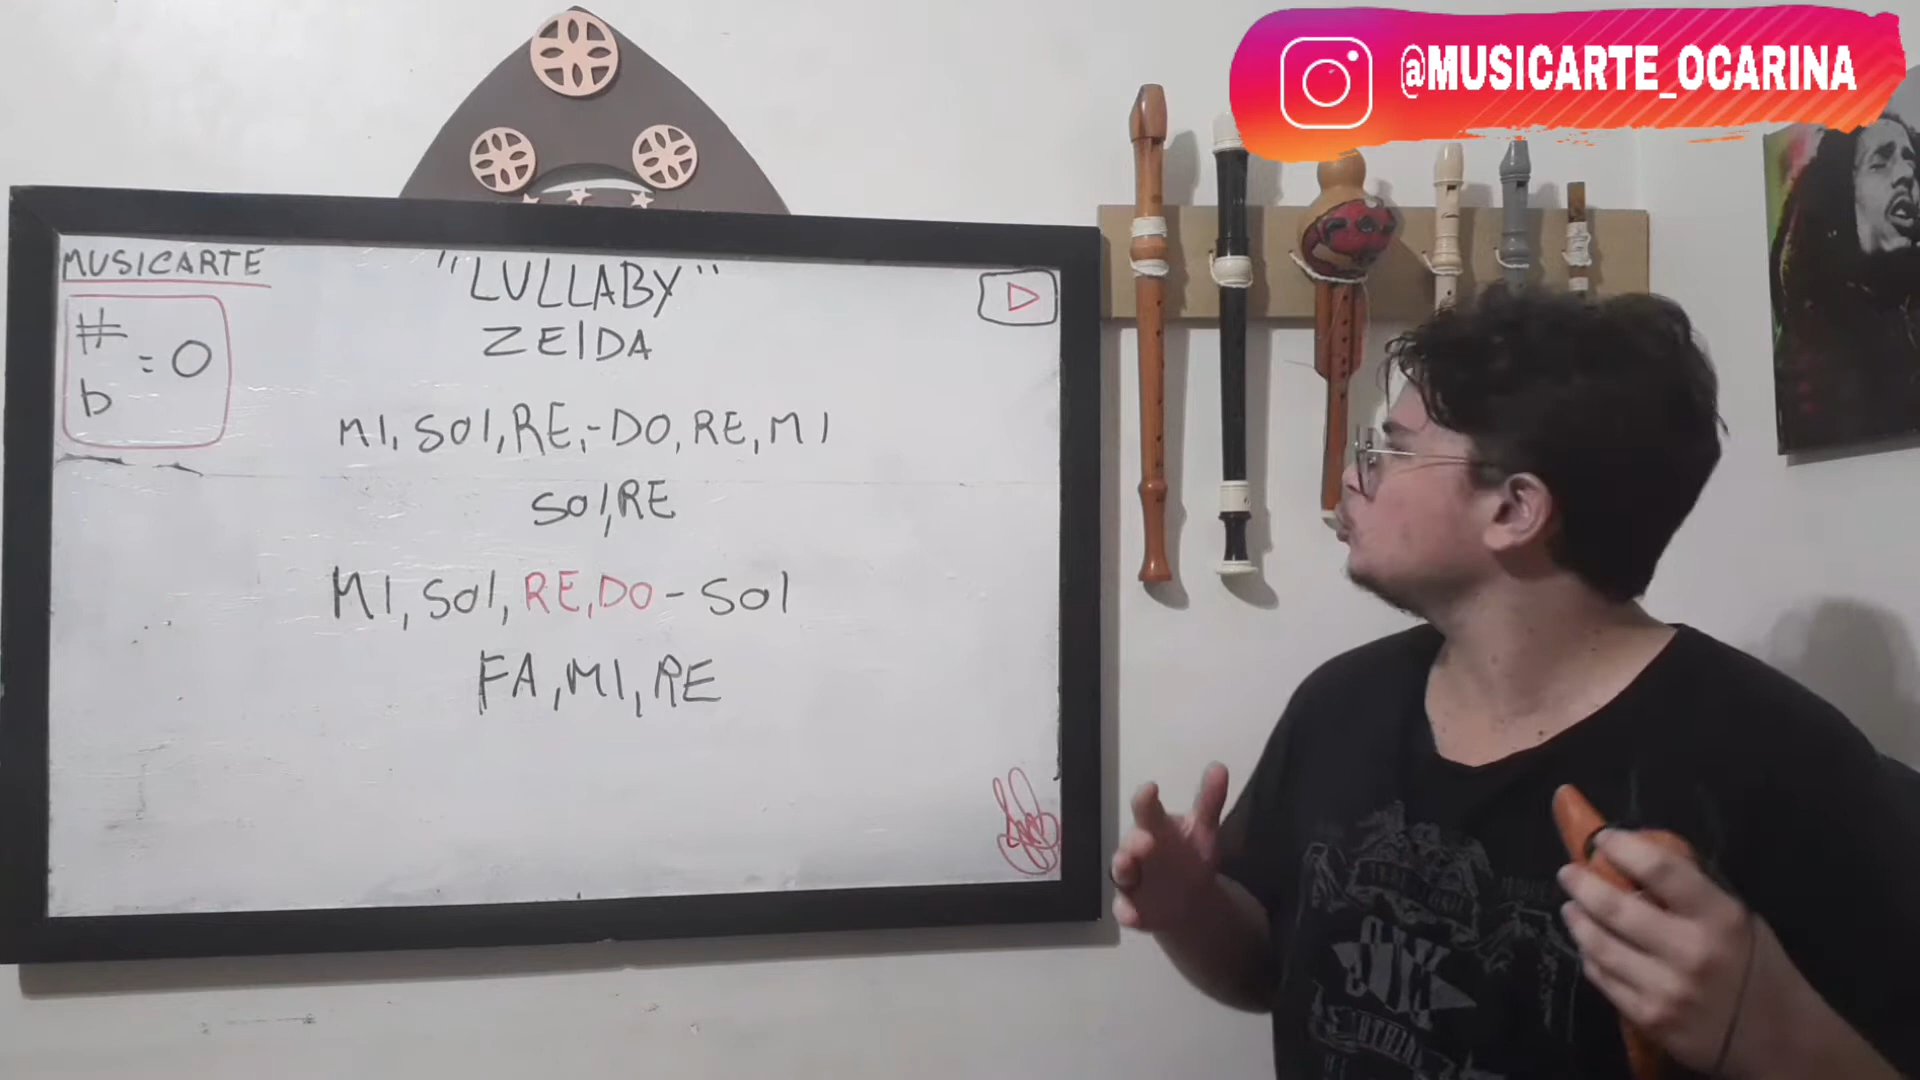 @MUSICARTE_OCARINA
MUSICARTE
# b = 0
"LULLABY"
ZElDA
MI, SOl, RE,-DO, RE, MI
SOl, RE
MI, SOl, RE, DO - SOl
FA, MI, RE